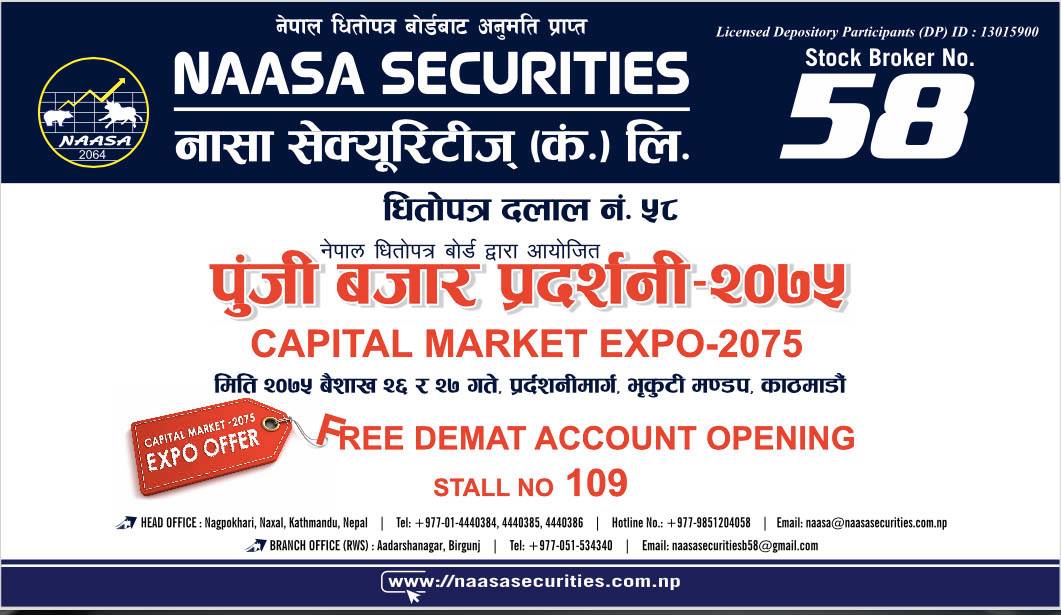 नेपाल धितोपत्र बोर्डबाट अनुमति प्राप्त
Licensed Depository Participants (DP) ID : 13015900
NAASA SECURITIES
Stock Broker No.
58
NAASA
2064
नासा सेक्यूरिटीज् (कं.) लि.
धितोपत्र दलाल नं. ५८
नेपाल धितोपत्र बोर्ड द्वारा आयोजित
पुंजी बजार प्रदर्शनी-२०७५
CAPITAL MARKET EXPO-2075
मिति २०७५ बैशाख २६ र २७ गते, प्रर्दशनीमार्ग, भृकुटी मण्डप, काठमाडौं
CAPITAL MARKET -2075
EXPO OFFER
FREE DEMAT ACCOUNT OPENING
STALL NO 109
HEAD OFFICE : Nagpokhari, Naxal, Kathmandu, Nepal | Tel: +977-01-4440384, 4440385, 4440386 | Hotline No.: +977-9851204058 | Email: naasa@naasasecurities.com.np
BRANCH OFFICE (RWS) : Aadarshanagar, Birgunj | Tel: +977-051-534340 | Email: naasasecuritiesb58@gmail.com
www://naasasecurities.com.np